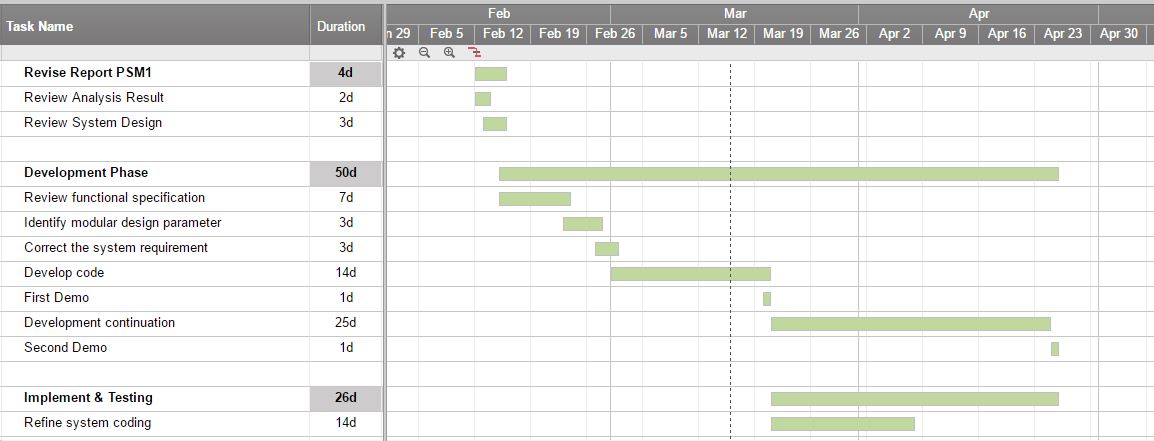 Task Name Duration Feb Mar Apr
n 29 Feb 5 Feb 12 Feb 19 Feb 26 Mar 5 Mar 12 Mar 19 Mar 26 Apr 2 Apr 9 Apr 16 Apr 23 Apr 30
Revise Report PSM1 4d
Review Analysis Result 2d
Review System Design 3d
Development Phase 50d
Review functional specification 7d
Identify modular design parameter 3d
Correct the system requirement 3d
Develop code 14d
First Demo 1d
Development continuation 25d
Second Demo 1d
Implement & Testing 26d
Refine system coding 14d